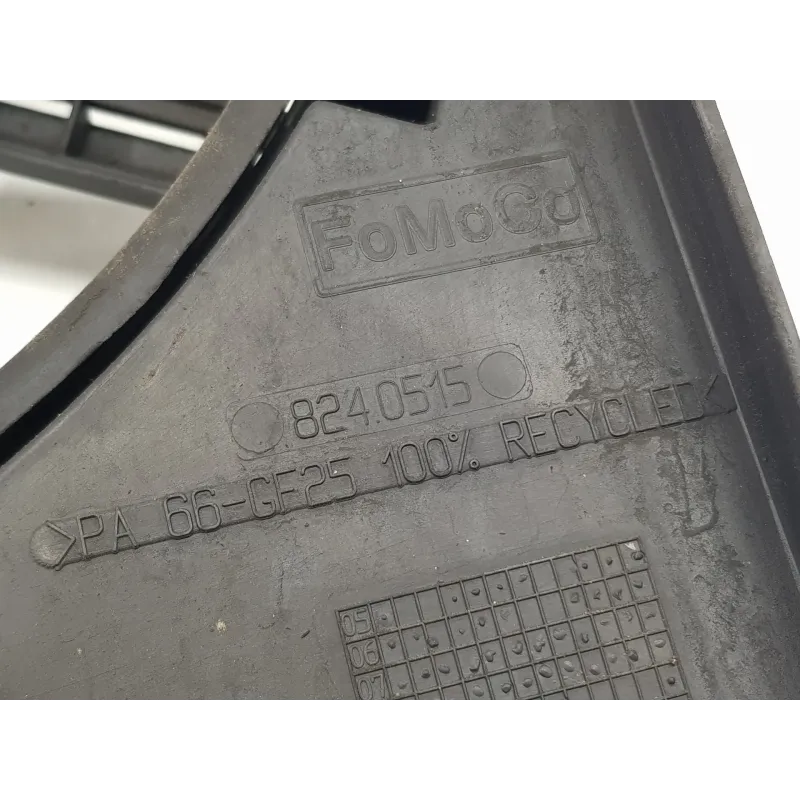 FoMoCo
8240515
>PA 66-GF25 100% RECYCLED<
05
06
07